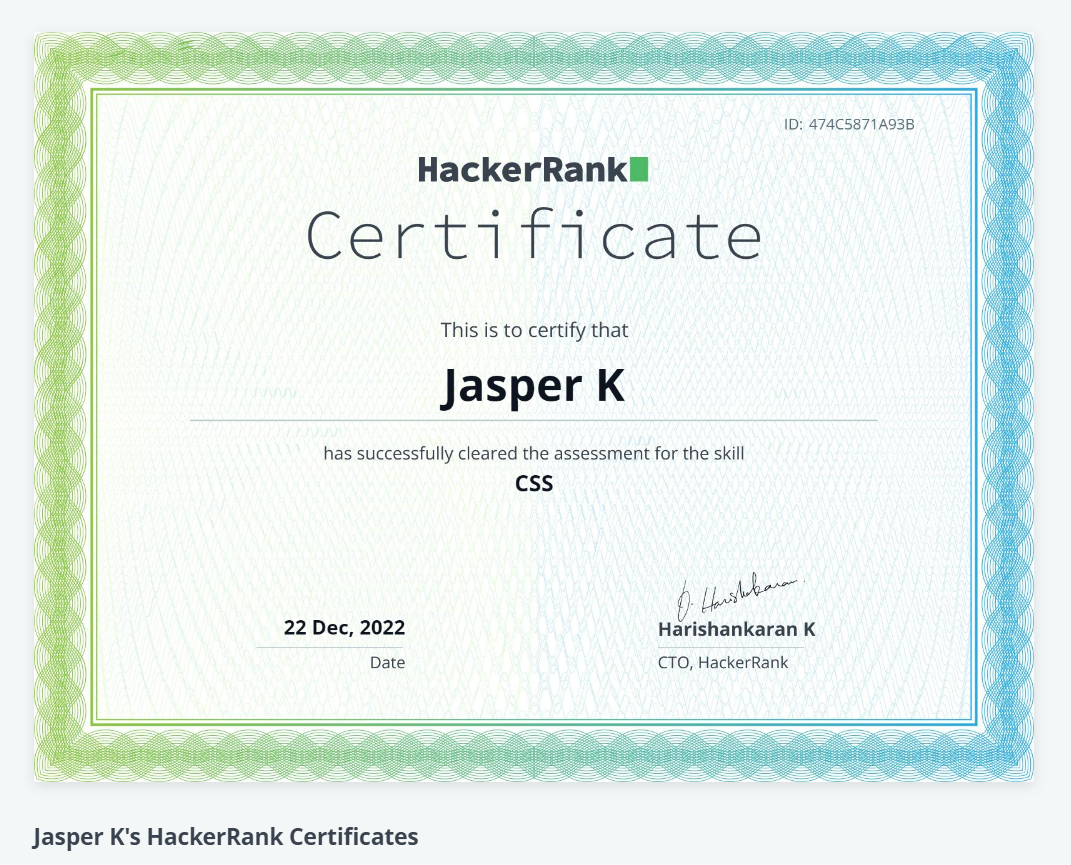 ID: 474C5871A93B
HackerRank
Certificate
This is to certify that
Jasper K
has successfully cleared the assessment for the skill
CSS
22 Dec, 2022
Date
Harishankaran K
CTO, HackerRank
Jasper K's HackerRank Certificates